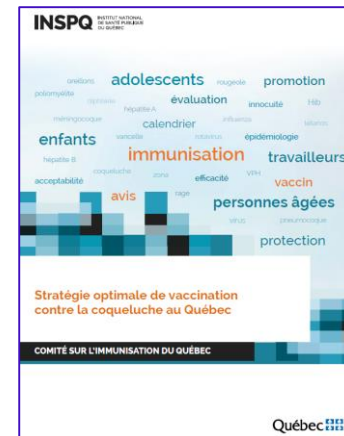 INSPQ INSTITUT NATIONAL
DE SANTÉ PUBLIQUE
DU QUÉBEC
oreillons adolescents rougeole promotion
poliomyélite évaluation innocuité Hib
hépatite A
méningocoque calendrier influenza tétanos
enfants varicelle rotavirus épidémiologie
hépatite B immunisation travailleurs
acceptabilité coqueluche zona efficacité VPH vaccin
avis rage personnes âgées
pneumocoque
protection
Stratégie optimale de vaccination
contre la coqueluche au Québec
COMITÉ SUR L'IMMUNISATION DU QUÉBEC
Québec